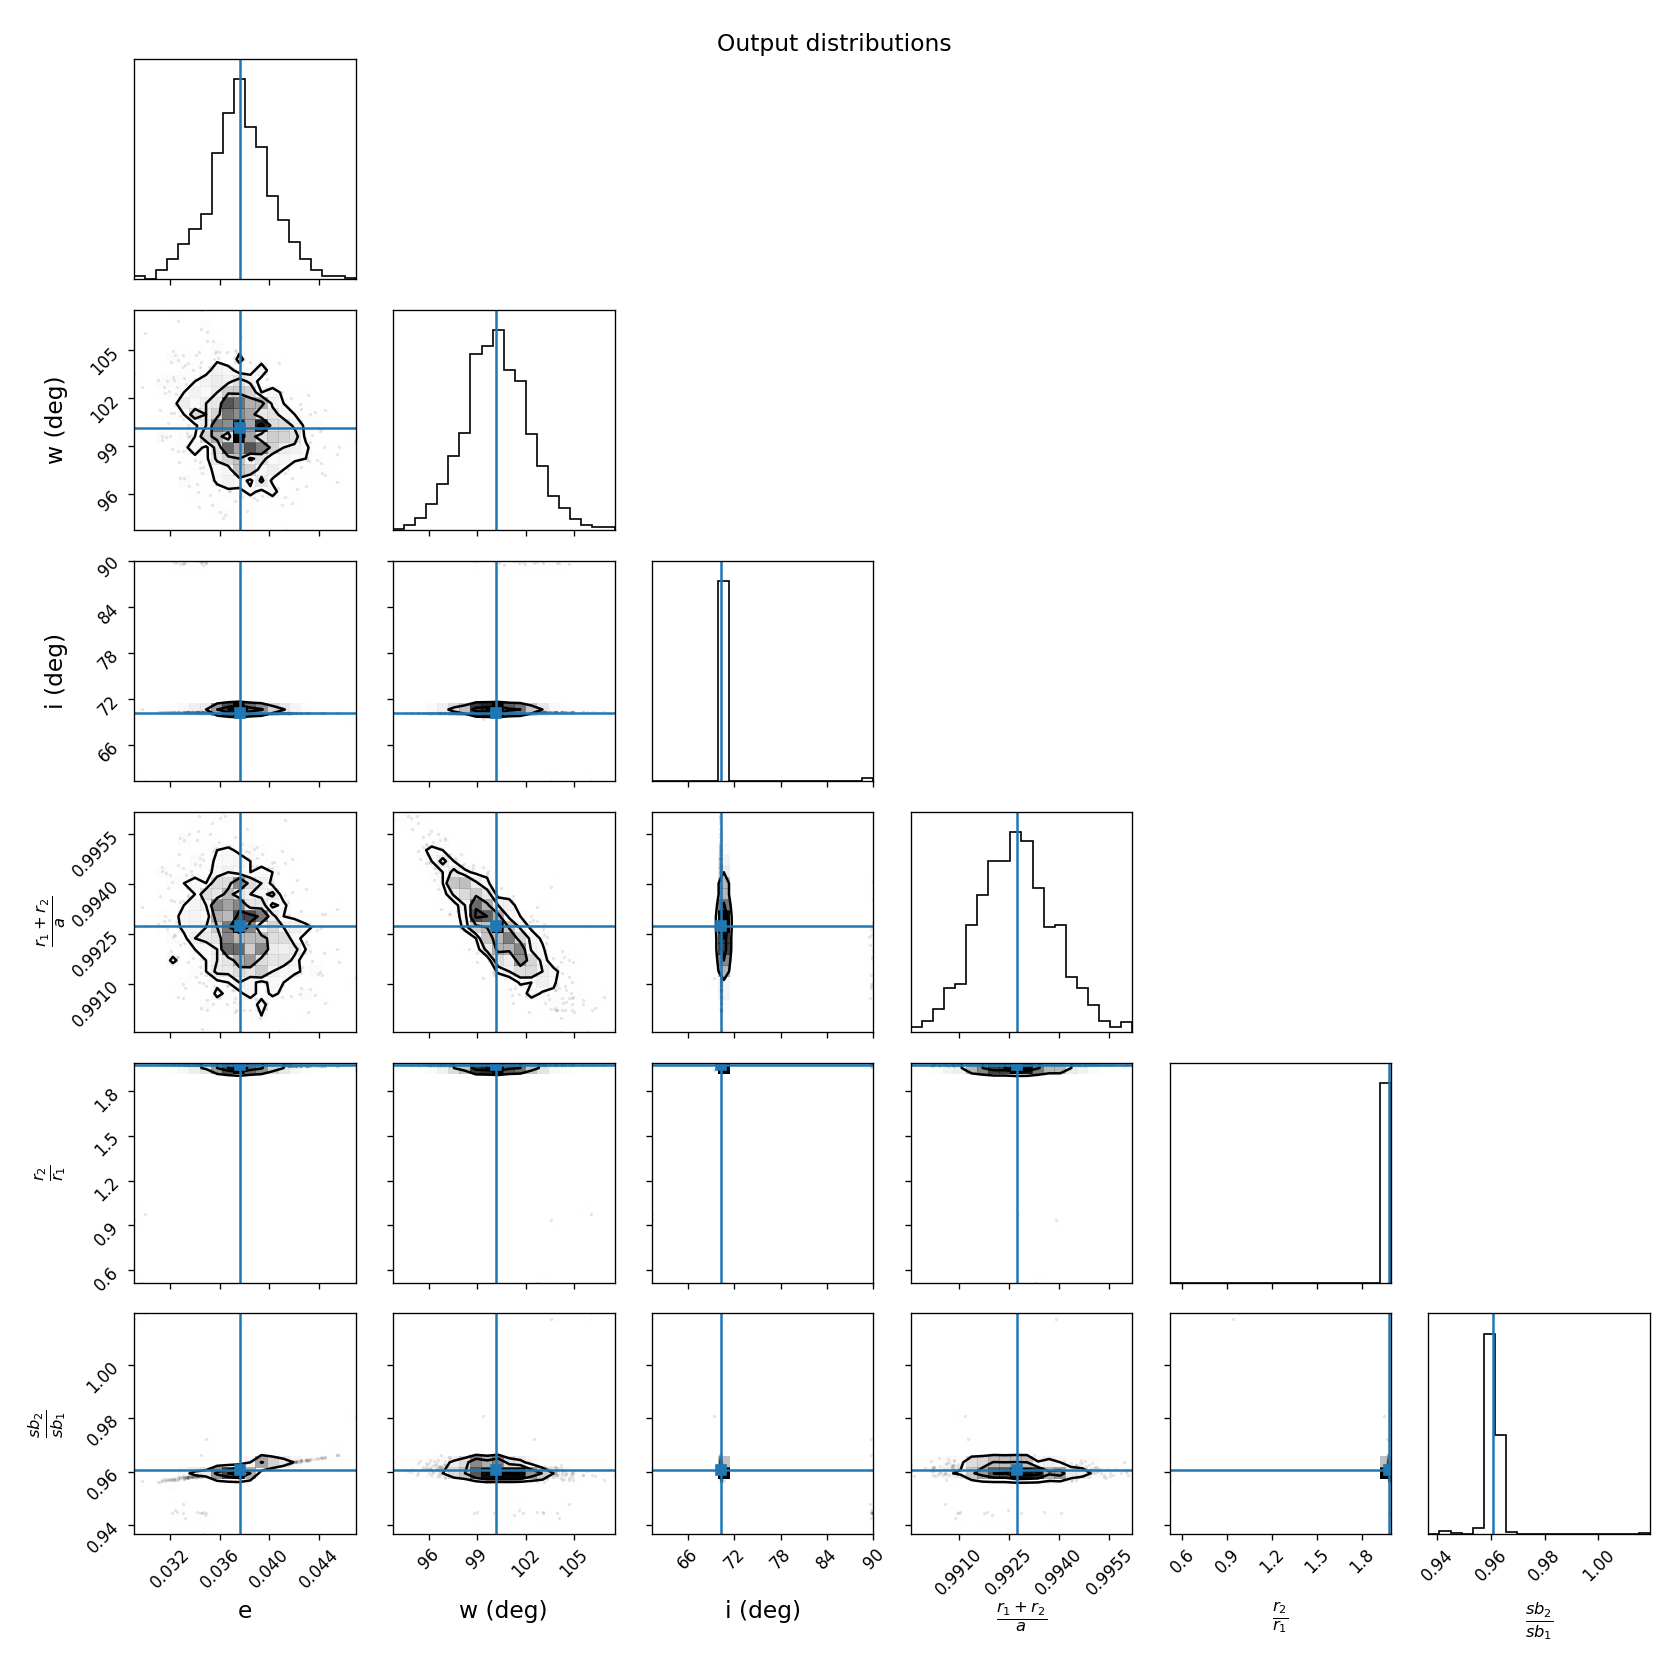 Output distributions
w (deg)
105
102
99
96
i (deg)
90
84
78
72
66
r1 + r2
a
0.9955
0.9940
0.9925
0.9910
r2
r1
1.8
1.5
1.2
0.9
0.6
sb2
sb1
1.00
0.98
0.96
0.94
0.032 0.036 0.040 0.044 96 99 102 105 66 72 78 84 90 0.9910 0.9925 0.9940 0.9955 0.6 0.9 1.2 1.5 1.8 0.94 0.96 0.98 1.00
e w (deg) i (deg) r1 + r2 / a r2 / r1 sb2 / sb1